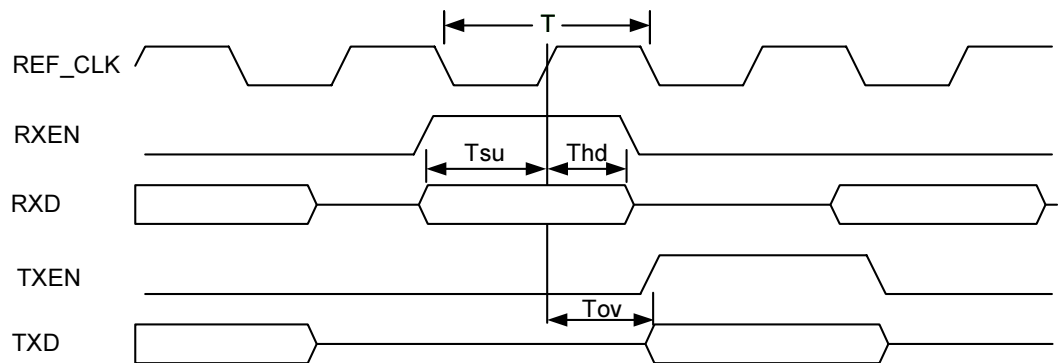 T
REF_CLK
RXEN
Tsu Thd
RXD
TXEN
Tov
TXD